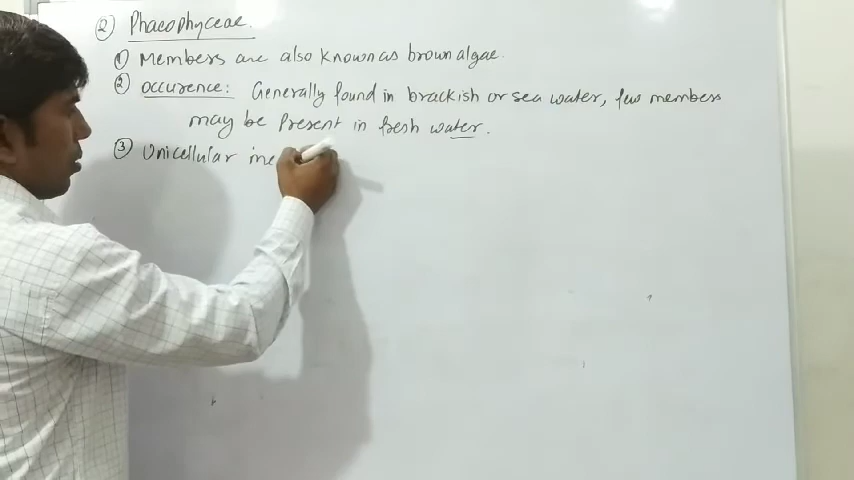 ② Phaeophyceae.
① Members are also known as brown algae.
② occurence: Generally found in brackish or sea water, few members
may be Present in fresh water.
③ Unicellular